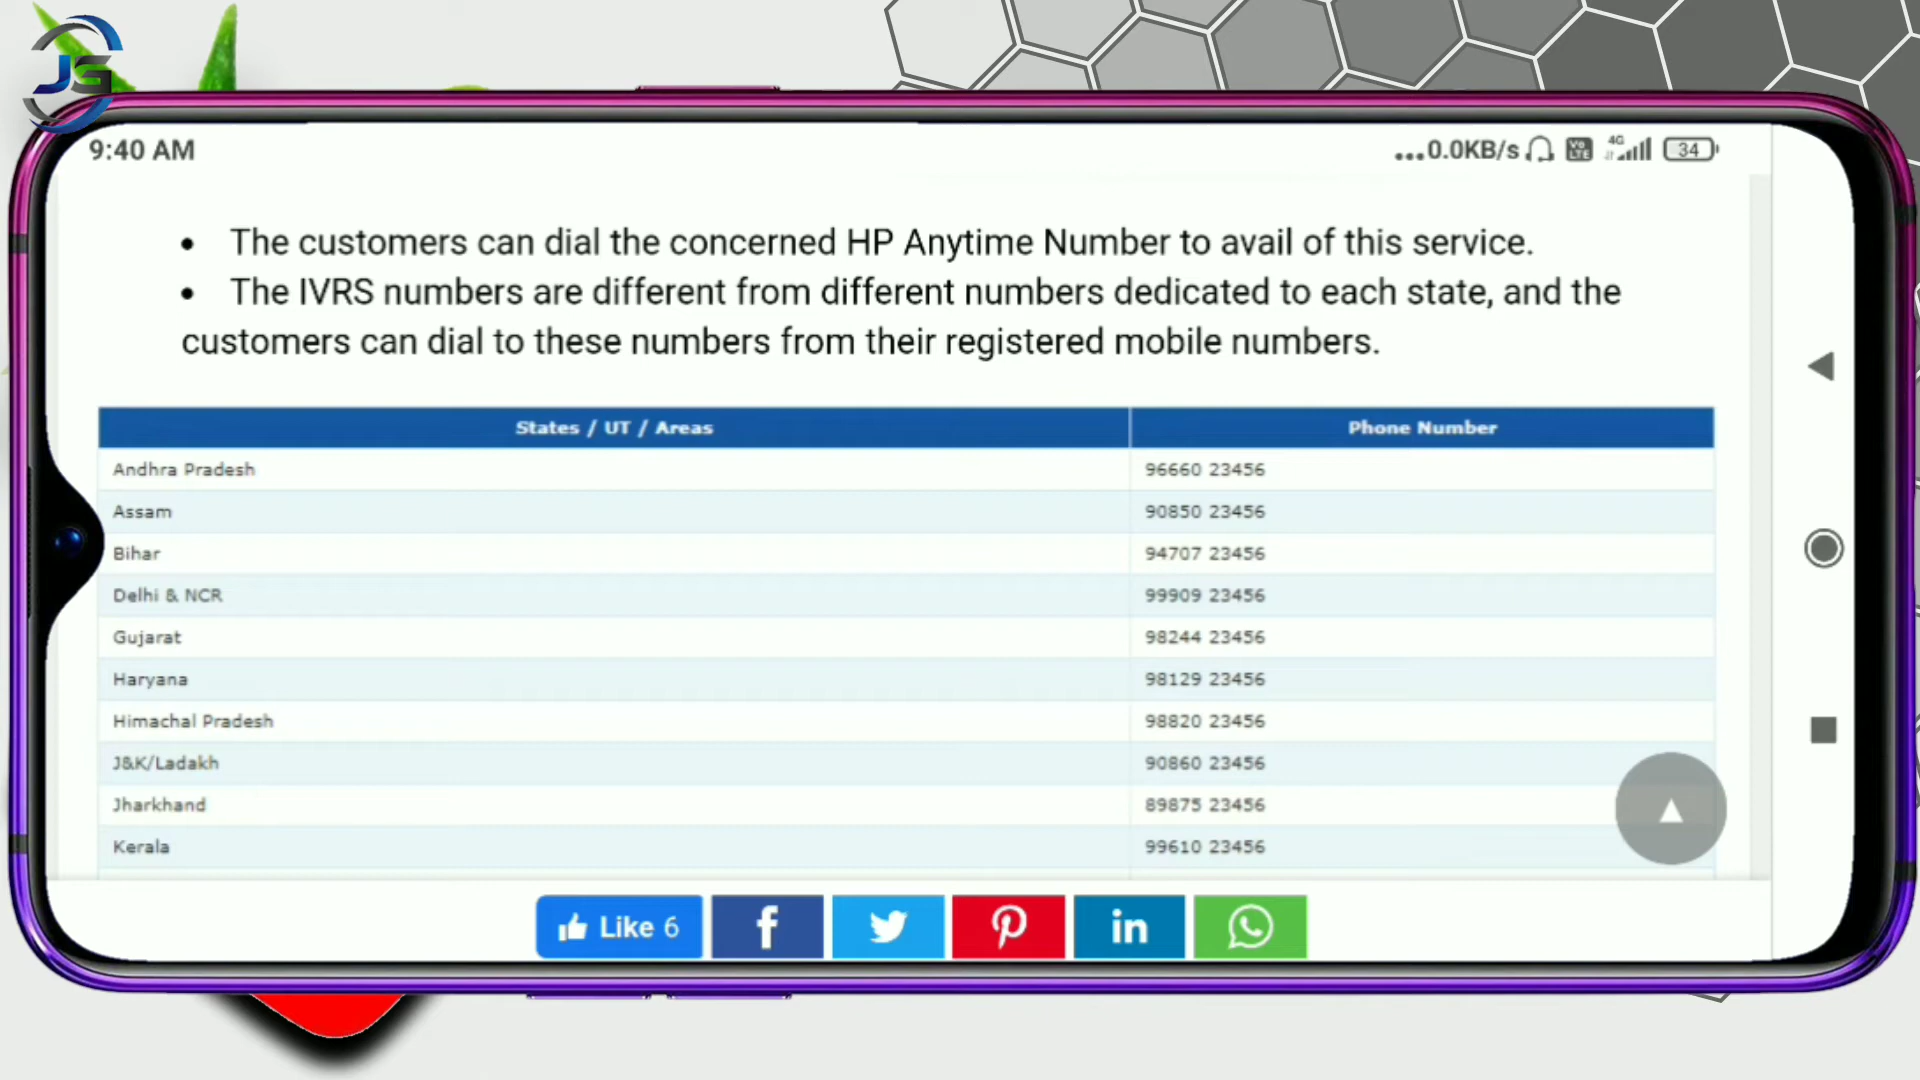 JS
9:40 AM
...0.0KB/s Vo LTE 4G 34
• The customers can dial the concerned HP Anytime Number to avail of this service.
• The IVRS numbers are different from different numbers dedicated to each state, and the
customers can dial to these numbers from their registered mobile numbers.
States / UT / Areas Phone Number
Andhra Pradesh 96660 23456
Assam 90850 23456
Bihar 94707 23456
Delhi & NCR 99909 23456
Gujarat 98244 23456
Haryana 98129 23456
Himachal Pradesh 98820 23456
J&K/Ladakh 90860 23456
Jharkhand 89875 23456
Kerala 99610 23456
Like 6 f in